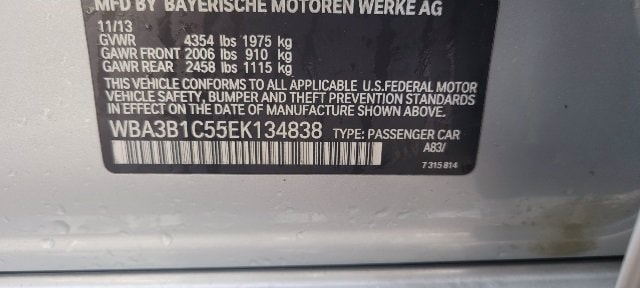 MFD BY BAYERISCHE MOTOREN WERKE AG
11/13
GVWR 4354 lbs 1975 kg
GAWR FRONT 2006 lbs 910 kg
GAWR REAR 2458 lbs 1115 kg
THIS VEHICLE CONFORMS TO ALL APPLICABLE U.S.FEDERAL MOTOR
VEHICLE SAFETY, BUMPER AND THEFT PREVENTION STANDARDS
IN EFFECT ON THE DATE OF MANUFACTURE SHOWN ABOVE.
WBA3B1C55EK134838 TYPE: PASSENGER CAR
A83/
7 315 814